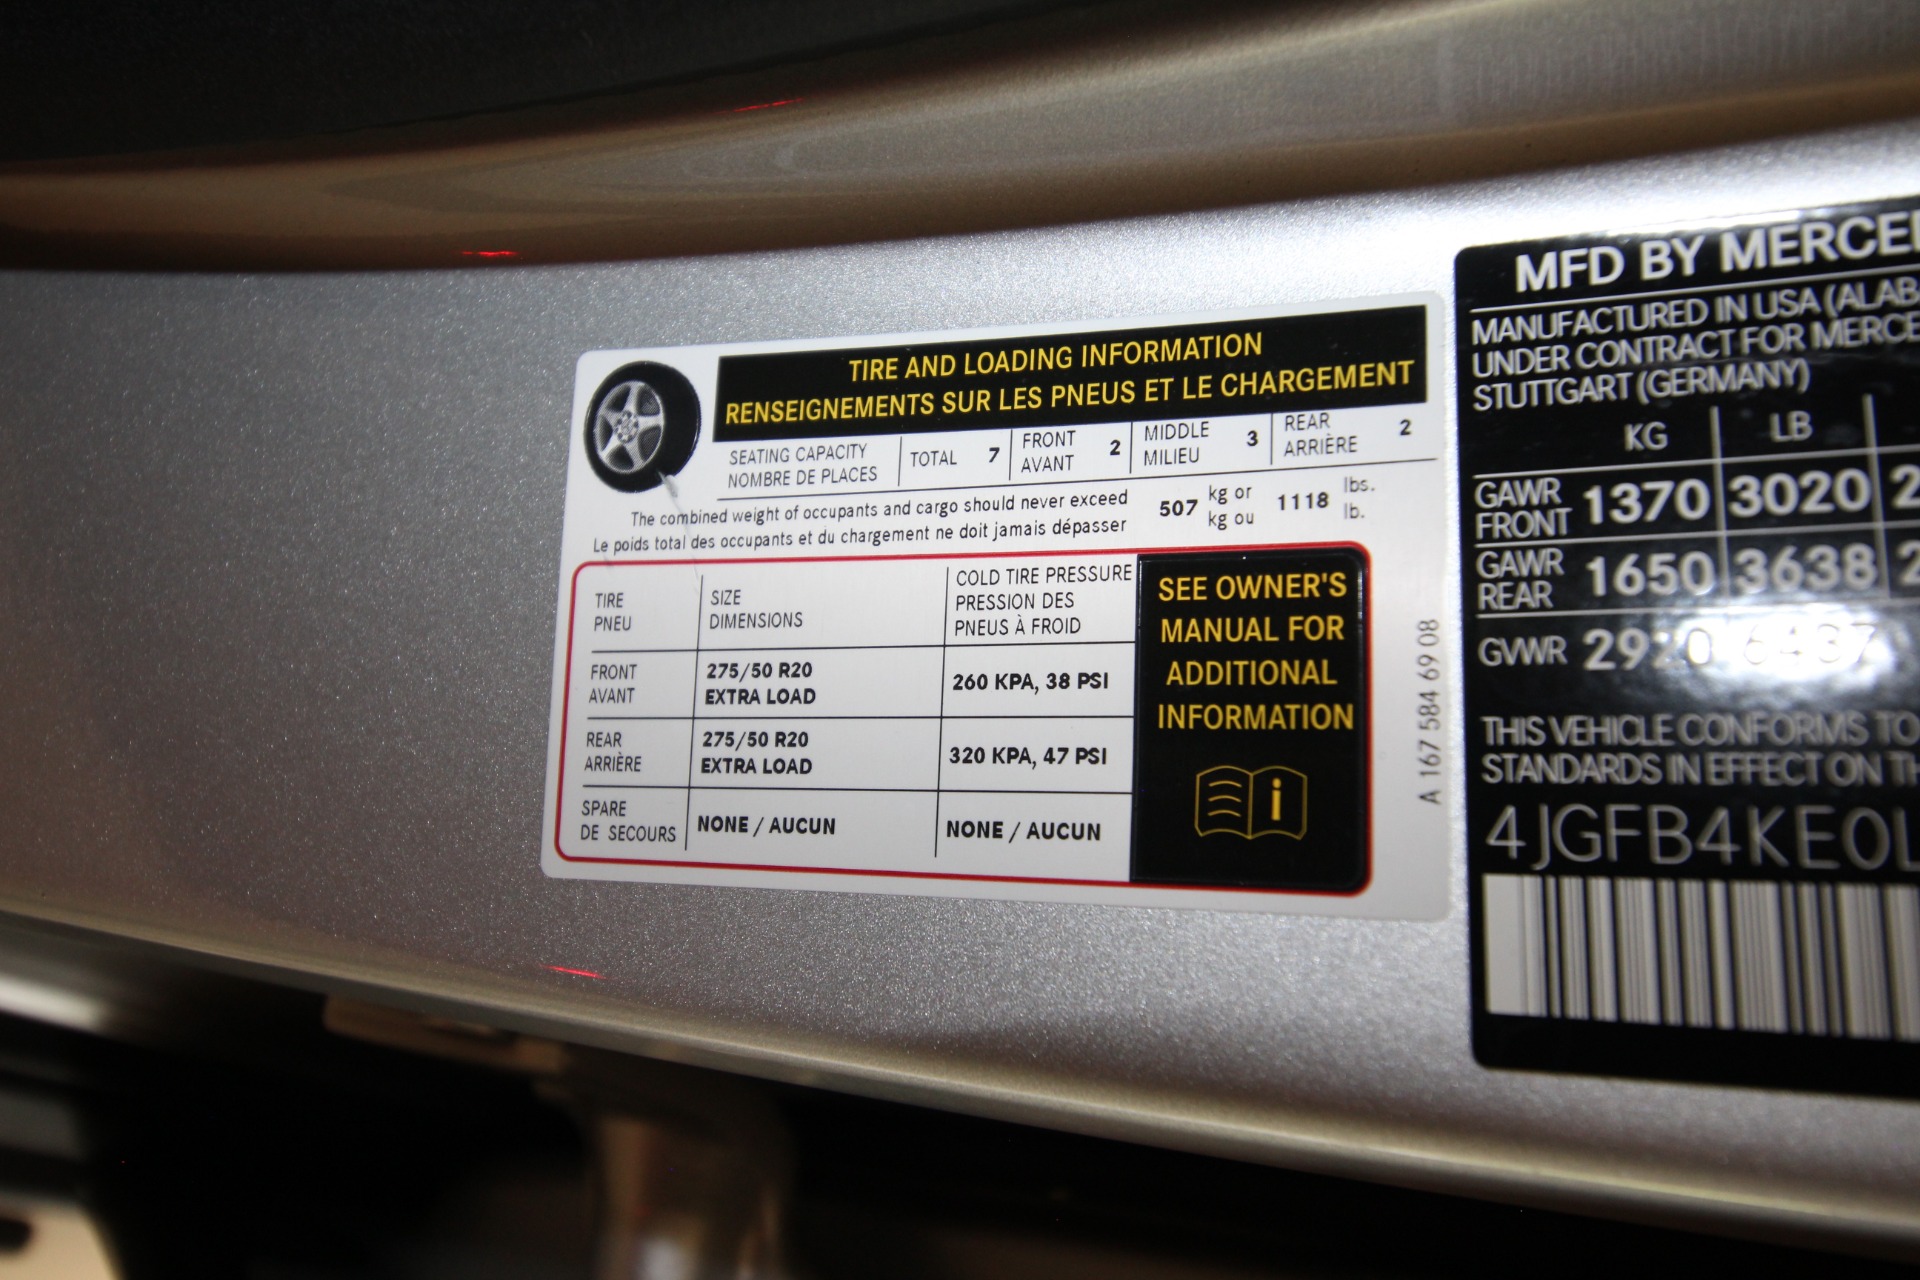 TIRE AND LOADING INFORMATION
RENSEIGNEMENTS SUR LES PNEUS ET LE CHARGEMENT
SEATING CAPACITY
NOMBRE DE PLACES
TOTAL 7
FRONT
AVANT
2
MIDDLE
MILIEU
3
REAR
ARRIÈRE
2
The combined weight of occupants and cargo should never exceed
Le poids total des occupants et du chargement ne doit jamais dépasser
507
kg or
kg ou
1118
lbs.
lb.
TIRE
PNEU
SIZE
DIMENSIONS
COLD TIRE PRESSURE
PRESSION DES
PNEUS À FROID
FRONT
AVANT
275/50 R20
EXTRA LOAD
260 KPA, 38 PSI
REAR
ARRIÈRE
275/50 R20
EXTRA LOAD
320 KPA, 47 PSI
SPARE
DE SECOURS
NONE / AUCUN
NONE / AUCUN
SEE OWNER'S
MANUAL FOR
ADDITIONAL
INFORMATION
i
A 167 584 69 08
MFD BY
MANUFACTURED IN USA
UNDER CONTRACT FOR
STUTTGART (GERMANY)
KG LB
GAWR
FRONT
1370 3020
GAWR
REAR
1650 3638
GVWR 2920 6437
THIS VEHICLE CONFORMS TO
STANDARDS IN EFFECT ON
4JGFB4KE0L